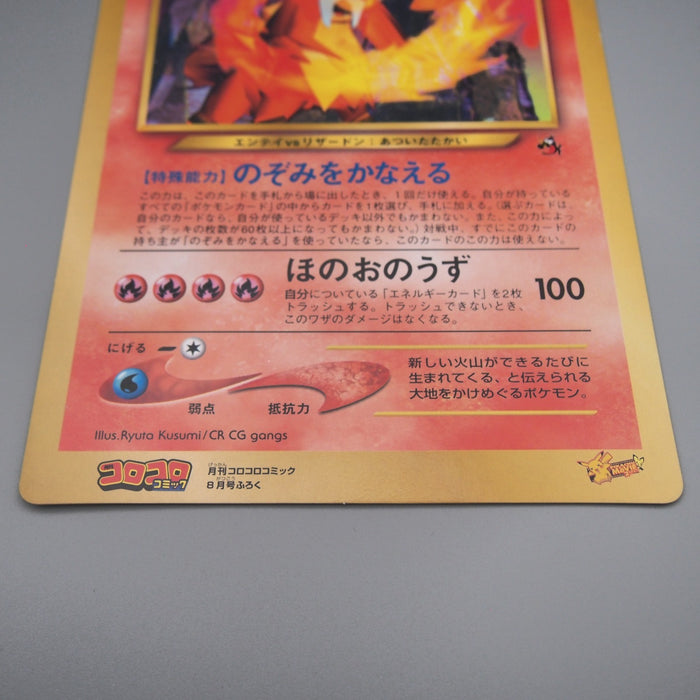 エンテイvsリザードン:あついたたかい
【特殊能力】のぞみをかなえる
この力は、このカードを手札から場に出したとき、1回だけ使える。自分が持っている
すべての「ポケモンカード」の中からカードを1枚選び、手札に加える。(選ぶカードは、
自分のカードなら、自分が使っているデッキ以外でもかまわない。また、この力によっ
て、デッキの枚数が60枚以上になってもかまわない。)対戦中、すでにこのカードの
持ち主が「のぞみをかなえる」を使っていたなら、このカードのこの力は使えない。
ほのおのうず
100
自分についている「エネルギーカード」を2枚
トラッシュする。トラッシュできないとき、
このワザのダメージはなくなる。
にげる
弱点
抵抗力
新しい火山ができるたびに
生まれてくる、と伝えられる
大地をかけめぐるポケモン。
Illus.Ryuta Kusumi/CR CG gangs
コロコロ
コミック
げっかん
月刊コロコロコミック
がつごう
8月号ふろく
Movie